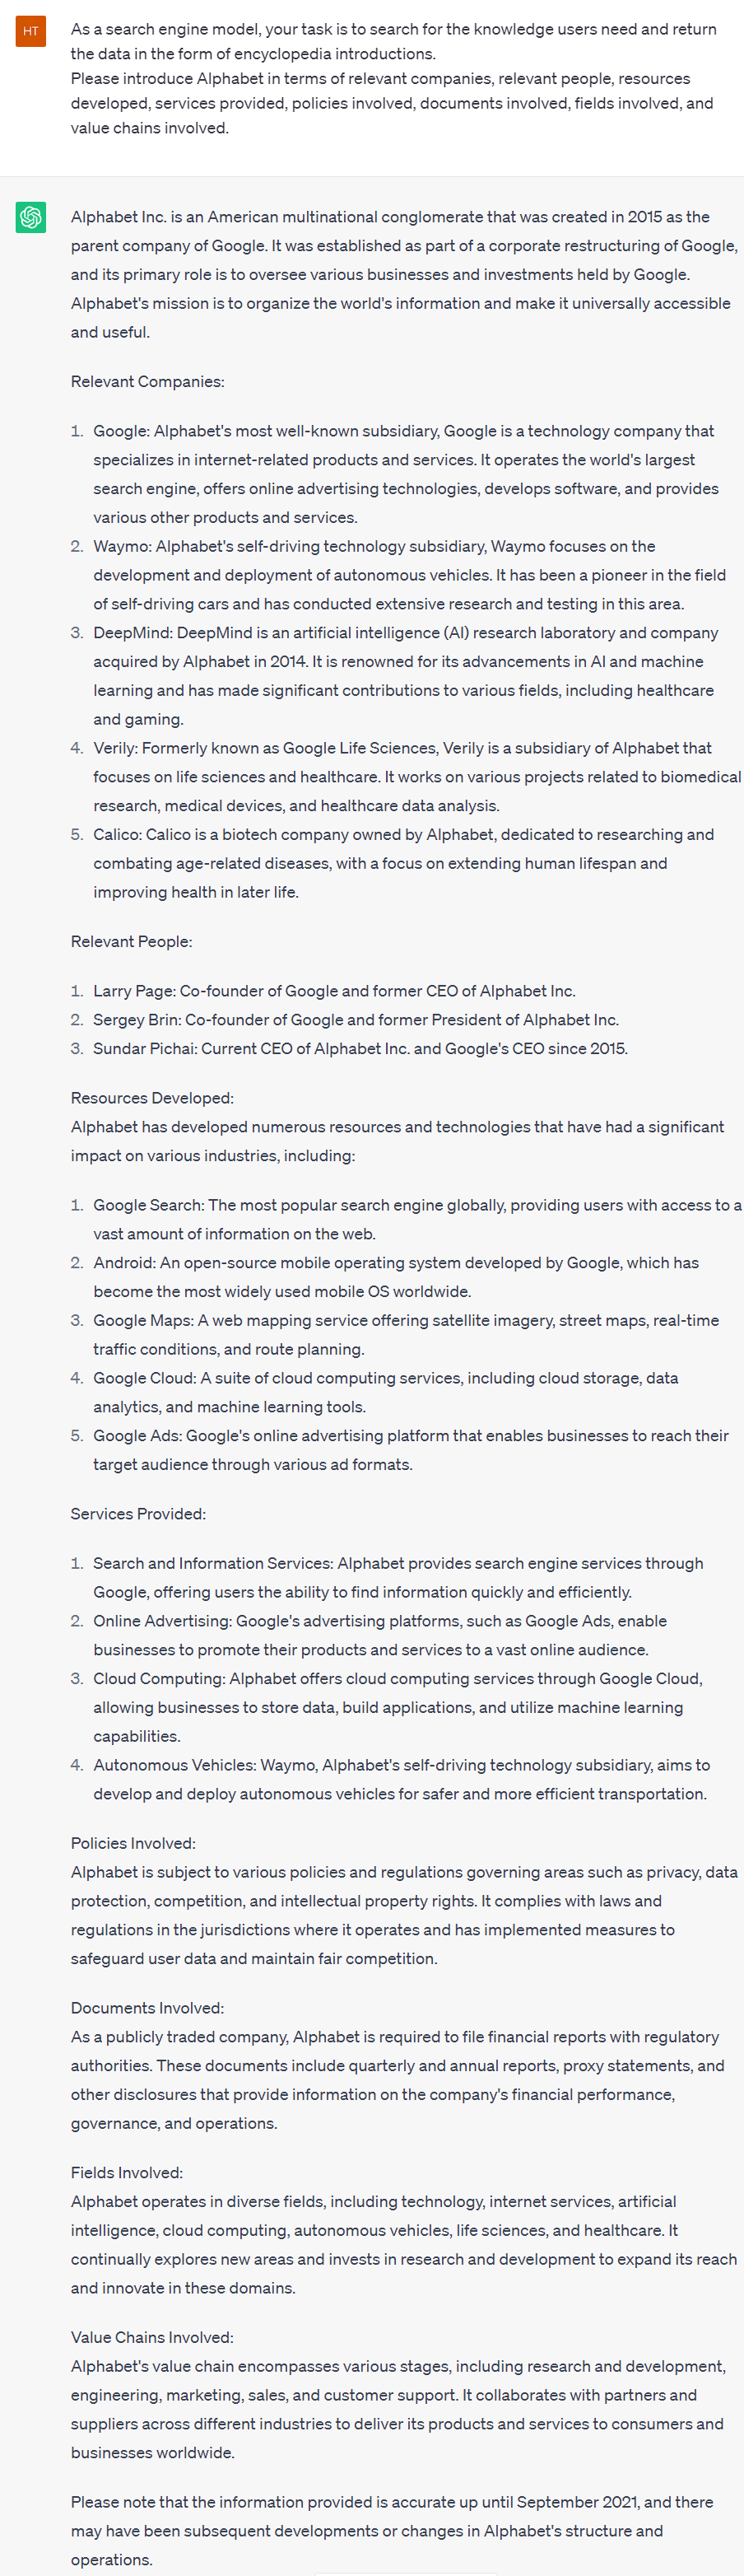 HT
As a search engine model, your task is to search for the knowledge users need and return
the data in the form of encyclopedia introductions.
Please introduce Alphabet in terms of relevant companies, relevant people, resources
developed, services provided, policies involved, documents involved, fields involved, and
value chains involved.
Alphabet Inc. is an American multinational conglomerate that was created in 2015 as the
parent company of Google. It was established as part of a corporate restructuring of Google,
and its primary role is to oversee various businesses and investments held by Google.
Alphabet's mission is to organize the world's information and make it universally accessible
and useful.
Relevant Companies:
1. Google: Alphabet's most well-known subsidiary, Google is a technology company that
specializes in internet-related products and services. It operates the world's largest
search engine, offers online advertising technologies, develops software, and provides
various other products and services.
2. Waymo: Alphabet's self-driving technology subsidiary, Waymo focuses on the
development and deployment of autonomous vehicles. It has been a pioneer in the field
of self-driving cars and has conducted extensive research and testing in this area.
3. DeepMind: DeepMind is an artificial intelligence (AI) research laboratory and company
acquired by Alphabet in 2014. It is renowned for its advancements in AI and machine
learning and has made significant contributions to various fields, including healthcare
and gaming.
4. Verily: Formerly known as Google Life Sciences, Verily is a subsidiary of Alphabet that
focuses on life sciences and healthcare. It works on various projects related to biomedical
research, medical devices, and healthcare data analysis.
5. Calico: Calico is a biotech company owned by Alphabet, dedicated to researching and
combating age-related diseases, with a focus on extending human lifespan and
improving health in later life.
Relevant People:
1. Larry Page: Co-founder of Google and former CEO of Alphabet Inc.
2. Sergey Brin: Co-founder of Google and former President of Alphabet Inc.
3. Sundar Pichai: Current CEO of Alphabet Inc. and Google's CEO since 2015.
Resources Developed:
Alphabet has developed numerous resources and technologies that have had a significant
impact on various industries, including:
1. Google Search: The most popular search engine globally, providing users with access to a
vast amount of information on the web.
2. Android: An open-source mobile operating system developed by Google, which has
become the most widely used mobile OS worldwide.
3. Google Maps: A web mapping service offering satellite imagery, street maps, real-time
traffic conditions, and route planning.
4. Google Cloud: A suite of cloud computing services, including cloud storage, data
analytics, and machine learning tools.
5. Google Ads: Google's online advertising platform that enables businesses to reach their
target audience through various ad formats.
Services Provided:
1. Search and Information Services: Alphabet provides search engine services through
Google, offering users the ability to find information quickly and efficiently.
2. Online Advertising: Google's advertising platforms, such as Google Ads, enable
businesses to promote their products and services to a vast online audience.
3. Cloud Computing: Alphabet offers cloud computing services through Google Cloud,
allowing businesses to store data, build applications, and utilize machine learning
capabilities.
4. Autonomous Vehicles: Waymo, Alphabet's self-driving technology subsidiary, aims to
develop and deploy autonomous vehicles for safer and more efficient transportation.
Policies Involved:
Alphabet is subject to various policies and regulations governing areas such as privacy, data
protection, competition, and intellectual property rights. It complies with laws and
regulations in the jurisdictions where it operates and has implemented measures to
safeguard user data and maintain fair competition.
Documents Involved:
As a publicly traded company, Alphabet is required to file financial reports with regulatory
authorities. These documents include quarterly and annual reports, proxy statements, and
other disclosures that provide information on the company's financial performance,
governance, and operations.
Fields Involved:
Alphabet operates in diverse fields, including technology, internet services, artificial
intelligence, cloud computing, autonomous vehicles, life sciences, and healthcare. It
continually explores new areas and invests in research and development to expand its reach
and innovate in these domains.
Value Chains Involved:
Alphabet's value chain encompasses various stages, including research and development,
engineering, marketing, sales, and customer support. It collaborates with partners and
suppliers across different industries to deliver its products and services to consumers and
businesses worldwide.
Please note that the information provided is accurate up until September 2021, and there
may have been subsequent developments or changes in Alphabet's structure and
operations.